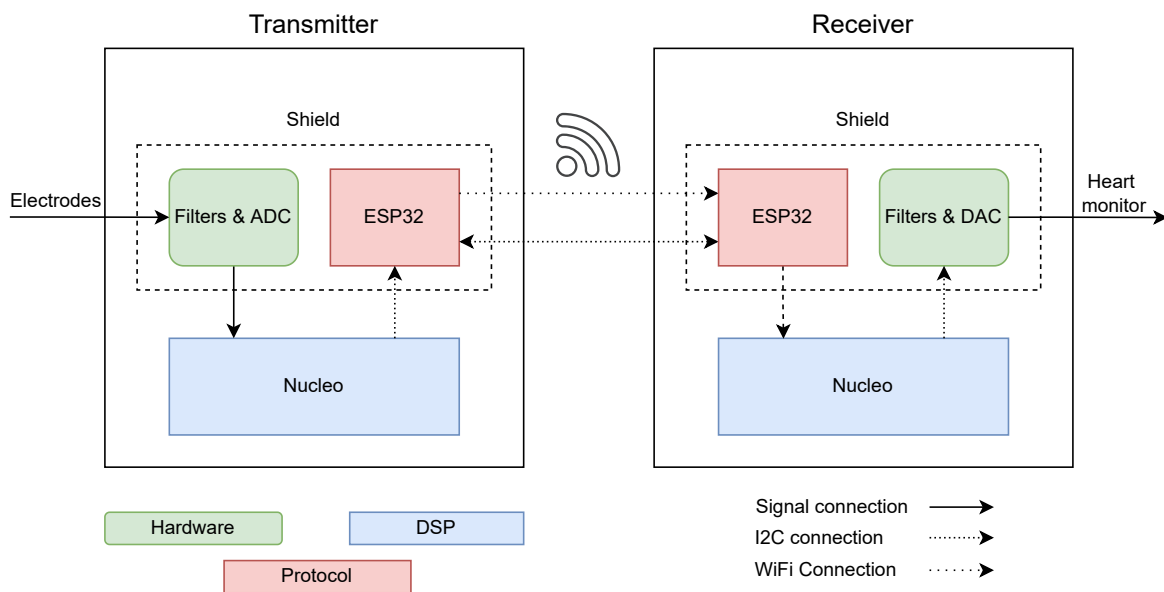 Transmitter
Receiver
Shield
Shield
Electrodes
Filters & ADC
ESP32
ESP32
Filters & DAC
Heart
monitor
Nucleo
Nucleo
Hardware
DSP
Protocol
Signal connection
I2C connection
WiFi Connection